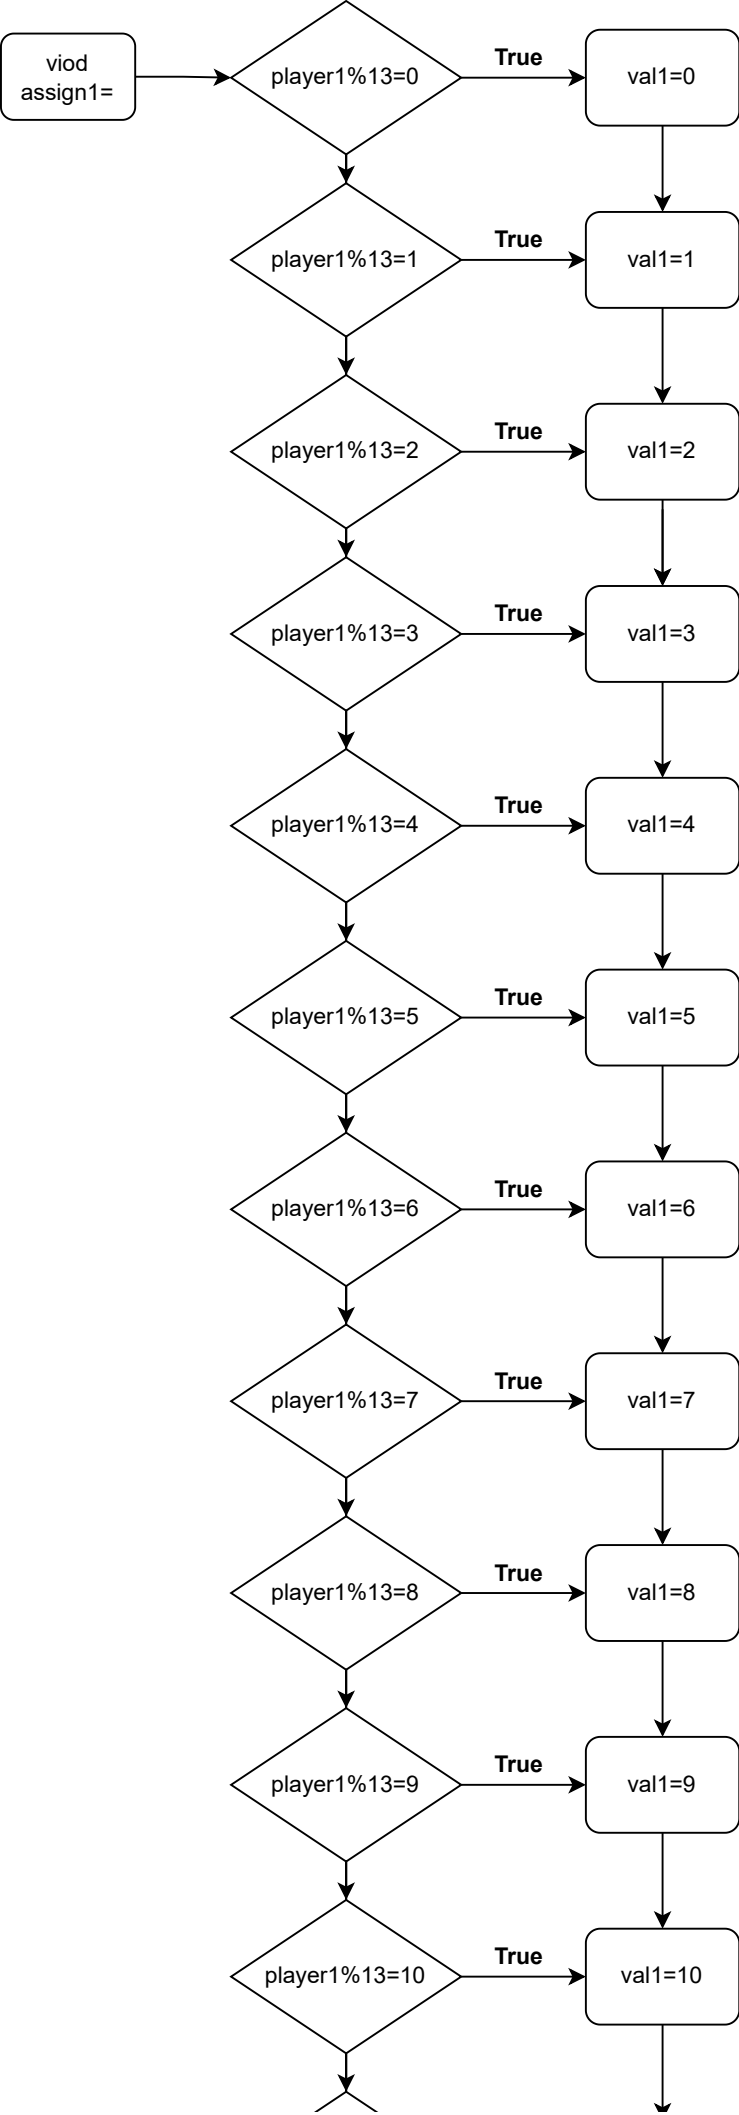 viod
assign1=
player1%13=0
True
val1=0
player1%13=1
True
val1=1
player1%13=2
True
val1=2
player1%13=3
True
val1=3
player1%13=4
True
val1=4
player1%13=5
True
val1=5
player1%13=6
True
val1=6
player1%13=7
True
val1=7
player1%13=8
True
val1=8
player1%13=9
True
val1=9
player1%13=10
True
val1=10